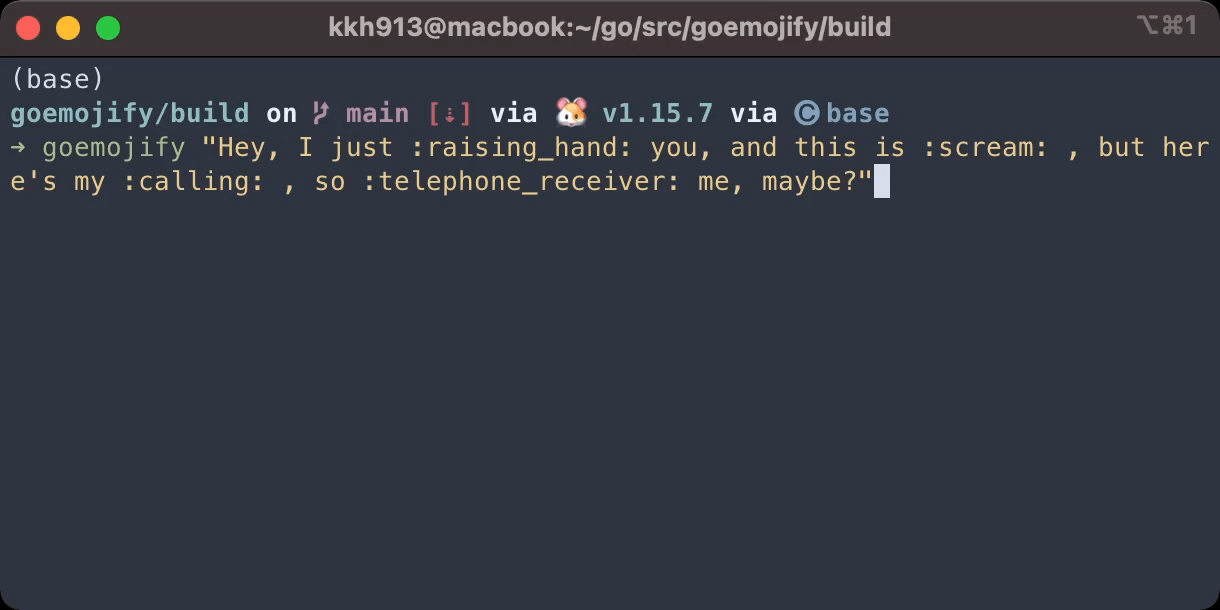 kkh913@macbook:~/go/src/goemojify/build ⌥⌘1
(base)
goemojify/build on main [⇣] via 🐹 v1.15.7 via 🅒 base
➜ goemojify "Hey, I just :raising_hand: you, and this is :scream: , but her
e's my :calling: , so :telephone_receiver: me, maybe?"